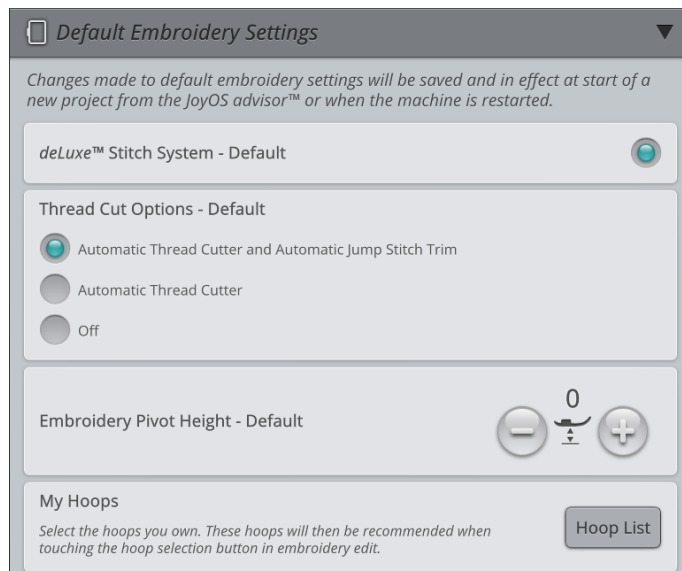 Default Embroidery Settings
Changes made to default embroidery settings will be saved and in effect at start of a
new project from the JoyOS advisor™ or when the machine is restarted.
deLuxe™ Stitch System - Default
Thread Cut Options - Default
Automatic Thread Cutter and Automatic Jump Stitch Trim
Automatic Thread Cutter
Off
0
Embroidery Pivot Height - Default
My Hoops
Select the hoops you own. These hoops will then be recommended when
touching the hoop selection button in embroidery edit.
Hoop List